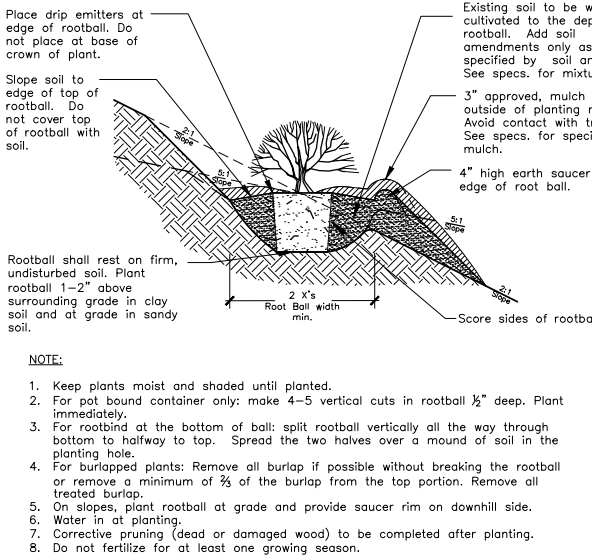 Place drip emitters at
edge of rootball. Do
not place at base of
crown of plant.
Slope soil to
edge of top of
rootball. Do
not cover top
of rootball with
soil.
Existing soil to be
cultivated to the
rootball. Add soil
amendments only as
specified by soil
See specs. for
3" approved, mulch
outside of planting
Avoid contact with
See specs. for
mulch.
4" high earth saucer
edge of root ball.
2:1
Slope
5:1
Slope
5:1
Slope
2:1
Slope
Rootball shall rest on firm,
undisturbed soil. Plant
rootball 1-2" above
surrounding grade in clay
soil and at grade in sandy
soil.
2 X's
Root Ball width
min.
Score sides of
NOTE:
1. Keep plants moist and shaded until planted.
2. For pot bound container only: make 4-5 vertical cuts in rootball ½" deep. Plant
immediately.
3. For rootbind at the bottom of ball: split rootball vertically all the way through
bottom to halfway to top. Spread the two halves over a mound of soil in the
planting hole.
4. For burlapped plants: Remove all burlap if possible without breaking the rootball
or remove a minimum of ⅔ of the burlap from the top portion. Remove all
treated burlap.
5. On slopes, plant rootball at grade and provide saucer rim on downhill side.
6. Water in at planting.
7. Corrective pruning (dead or damaged wood) to be completed after planting.
8. Do not fertilize for at least one growing season.